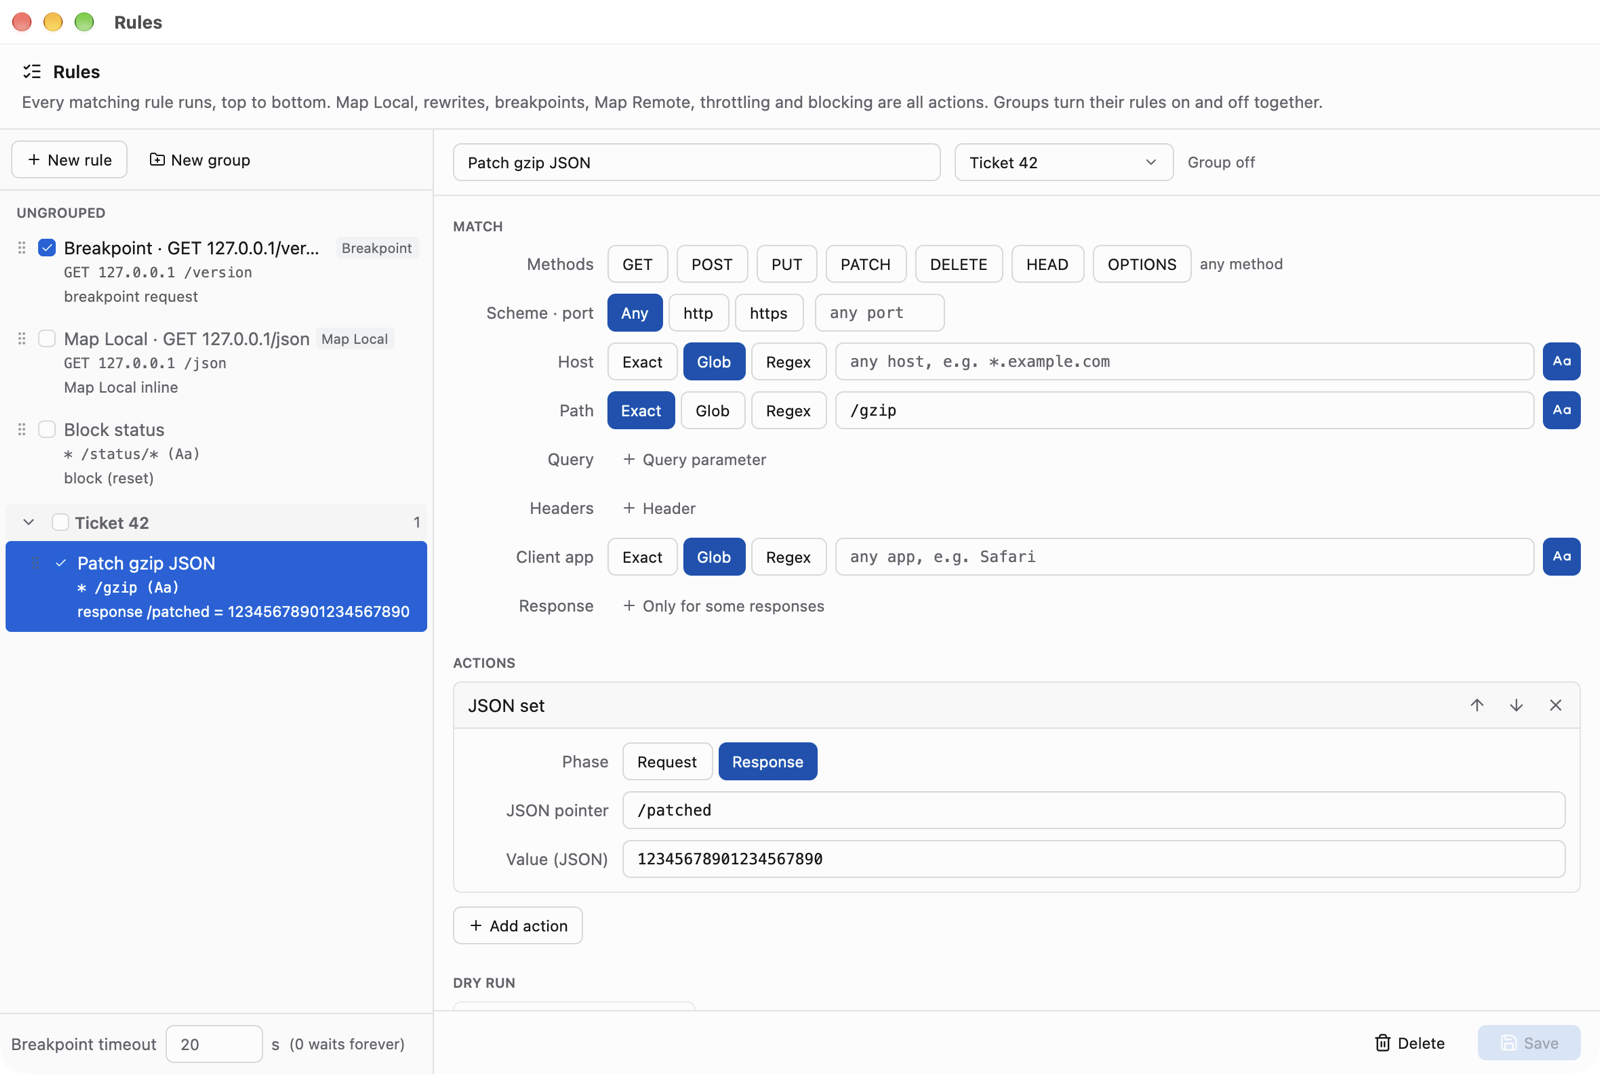 Rules
Rules
Every matching rule runs, top to bottom. Map Local, rewrites, breakpoints, Map Remote, throttling and blocking are all actions. Groups turn their rules on and off together.
+ New rule
New group
UNGROUPED
Breakpoint · GET 127.0.0.1/ver... Breakpoint
GET 127.0.0.1 /version
breakpoint request
Map Local · GET 127.0.0.1/json Map Local
GET 127.0.0.1 /json
Map Local inline
Block status
* /status/* (Aa)
block (reset)
Ticket 42 1
Patch gzip JSON
* /gzip (Aa)
response /patched = 12345678901234567890
Breakpoint timeout 20 s (0 waits forever)
Patch gzip JSON Ticket 42 Group off
MATCH
Methods GET POST PUT PATCH DELETE HEAD OPTIONS any method
Scheme · port Any http https any port
Host Exact Glob Regex any host, e.g. *.example.com Aa
Path Exact Glob Regex /gzip Aa
Query + Query parameter
Headers + Header
Client app Exact Glob Regex any app, e.g. Safari Aa
Response + Only for some responses
ACTIONS
JSON set
Phase Request Response
JSON pointer /patched
Value (JSON) 12345678901234567890
+ Add action
DRY RUN
Delete Save